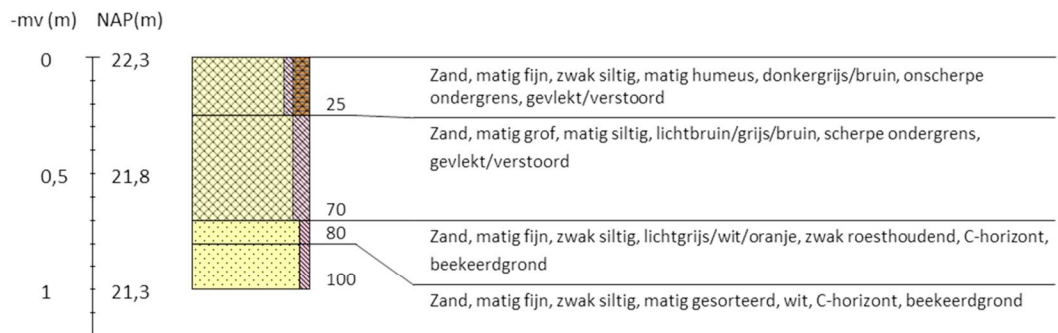 -mv (m) NAP(m)
0 22,3
Zand, matig fijn, zwak siltig, matig humeus, donkergrijs/bruin, onscherpe
ondergrens, gevlekt/verstoord
25
Zand, matig grof, matig siltig, lichtbruin/grijs/bruin, scherpe ondergrens,
gevlekt/verstoord
0,5 21,8
70
80
Zand, matig fijn, zwak siltig, lichtgrijs/wit/oranje, zwak roesthoudend, C-horizont,
beekeerdgrond
100
1 21,3
Zand, matig fijn, zwak siltig, matig gesorteerd, wit, C-horizont, beekeerdgrond